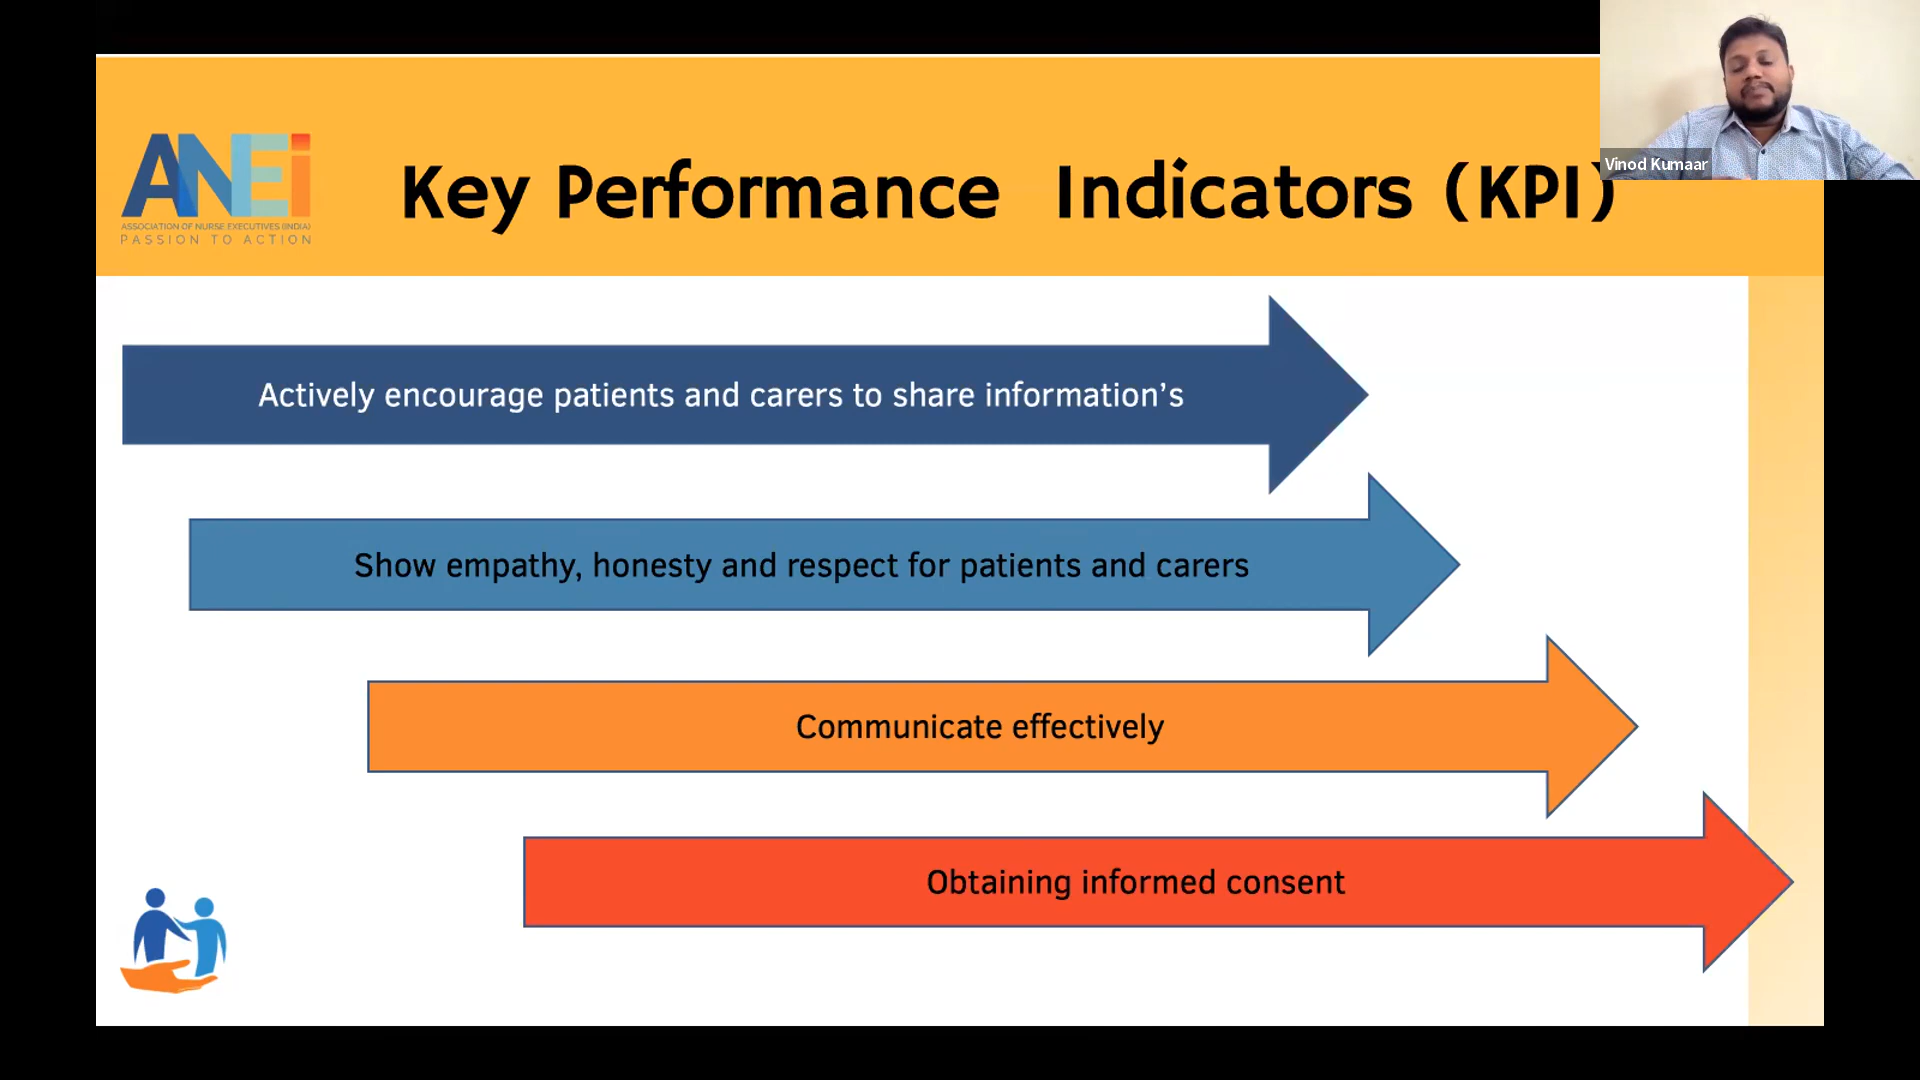 Vinod Kumaar
ANEi
ASSOCIATION OF NURSE EXECUTIVES (INDIA)
PASSION TO ACTION
Key Performance Indicators (KPI)
Actively encourage patients and carers to share information’s
Show empathy, honesty and respect for patients and carers
Communicate effectively
Obtaining informed consent